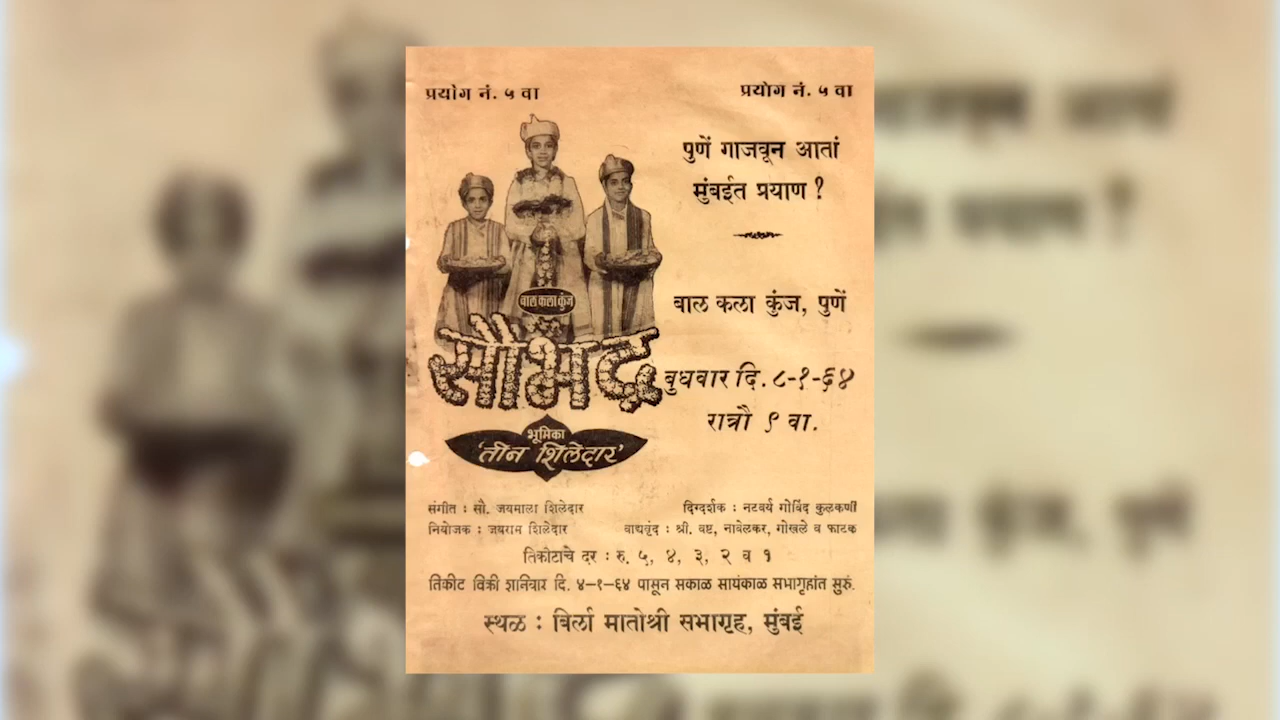 प्रयोग नं. ५ वा
प्रयोग नं. ५ वा
पुणें गाजवून आतां
मुंबईत प्रयाण ?
बाल कला कुंज, पुणें
बाल कला कुंज
सौभद्र
बुधवार दि. ८-१-६४
रात्रौ ९ वा.
भूमिका
'तीन शिलेदार'
संगीत : सौ. जयमाला शिलेदार
दिग्दर्शक : नटवर्य गोविंद कुळकर्णी
नियोजक : जयराम शिलेदार
वाद्यवृंद : श्री. वष्ट, नावेलकर, गोखले व फाटक
तिकीटाचे दर : रु. ५, ४, ३, २ व १
तिकीट विक्री शनिवार दि. ४-१-६४ पासून सकाळ सायंकाळ सभागृहांत सुरुं.
स्थळ : बिर्ला मातोश्री सभागृह, मुंबई